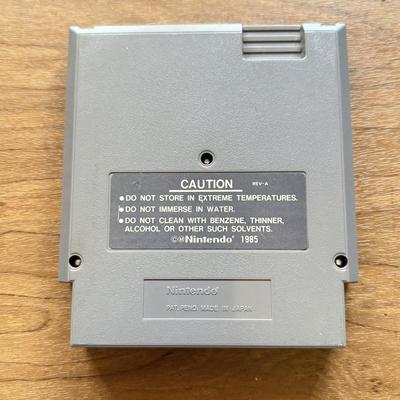 CAUTION REV-A
•DO NOT STORE IN EXTREME TEMPERATURES.
•DO NOT IMMERSE IN WATER.
•DO NOT CLEAN WITH BENZENE, THINNER,
ALCOHOL OR OTHER SUCH SOLVENTS.
©ⓂNintendo® 1985
Nintendo®
PAT. PEND. MADE IN JAPAN